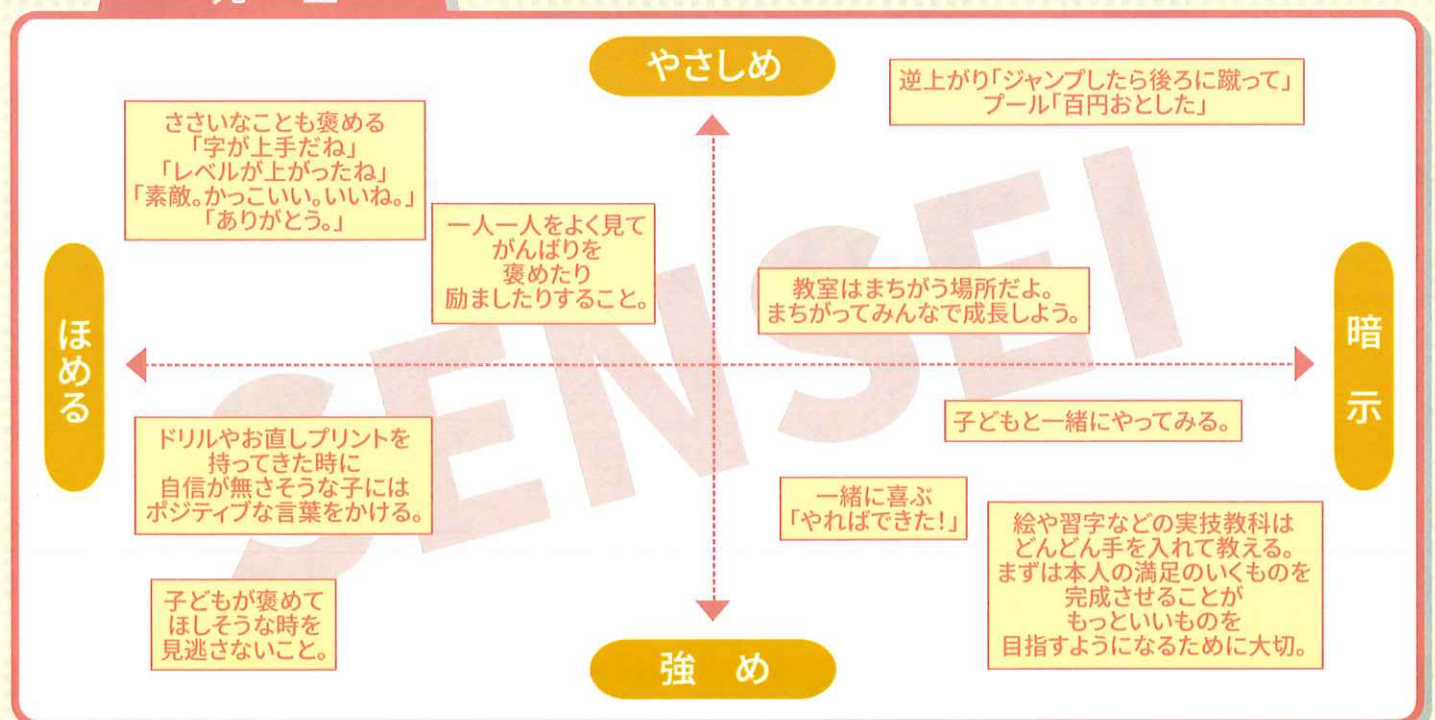 やさしめ
逆上がり「ジャンプしたら後ろに蹴って」
プール「百円おとした」
ささいなことも褒める
「字が上手だね」
「レベルが上がったね」
「素敵。かっこいい。いいね。」
「ありがとう。」
一人一人をよく見て
がんばりを
褒めたり
励ましたりすること。
教室はまちがう場所だよ。
まちがってみんなで成長しよう。
ほめる
暗示
SENSEI
子どもと一緒にやってみる。
ドリルやお直しプリントを
持ってきた時に
自信が無さそうな子には
ポジティブな言葉をかける。
一緒に喜ぶ
「やればできた!」
絵や習字などの実技教科は
どんどん手を入れて教える。
まずは本人の満足のいくものを
完成させることが
もっといいものを
目指すようになるために大切。
子どもが褒めて
ほしそうな時を
見逃さないこと。
強め